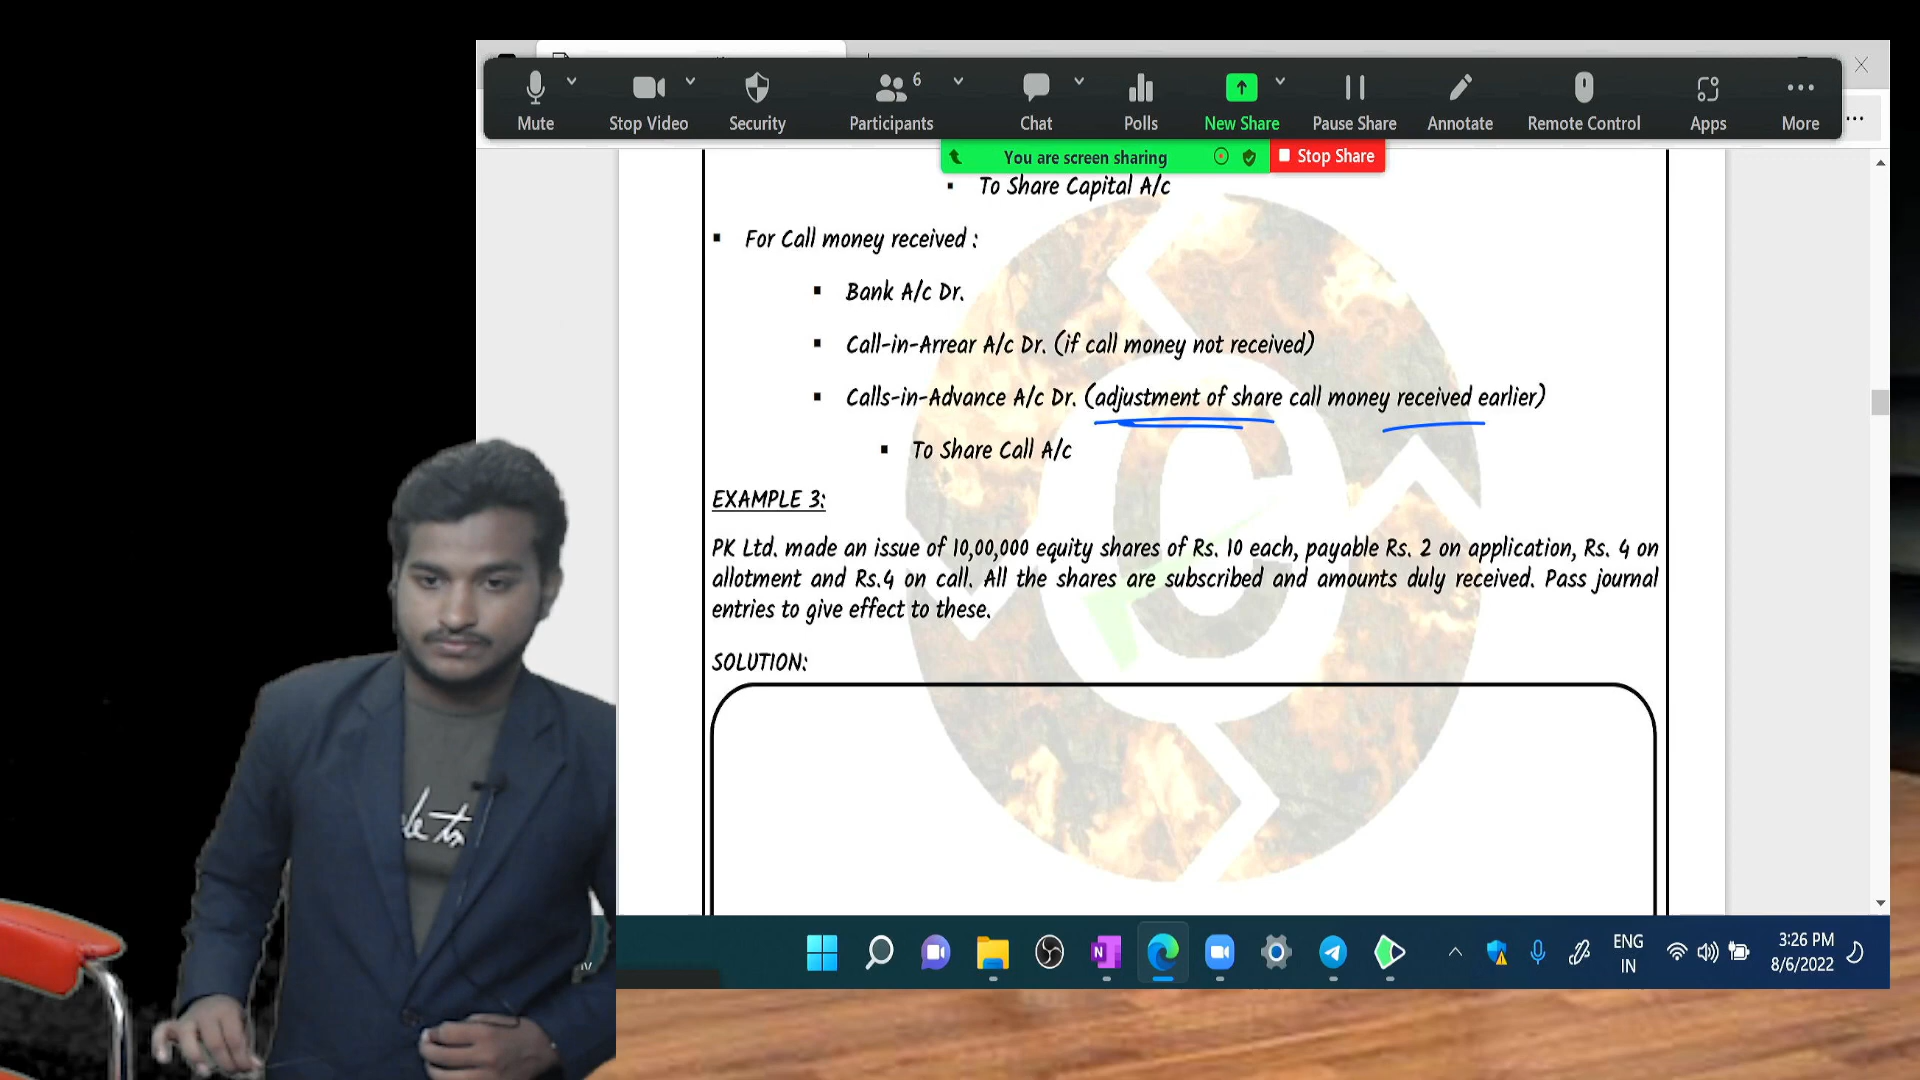 6
Mute
Stop Video
Security
Participants
Chat
Polls
New Share
Pause Share
Annotate
Remote Control
Apps
More
You are screen sharing
Stop Share
▪ To Share Capital A/c
▪ For Call money received :
▪ Bank A/c Dr.
▪ Call-in-Arrear A/c Dr. (if call money not received)
▪ Calls-in-Advance A/c Dr. (adjustment of share call money received earlier)
▪ To Share Call A/c
EXAMPLE 3:
PK Ltd. made an issue of 10,00,000 equity shares of Rs. 10 each, payable Rs. 2 on application, Rs. 4 on
allotment and Rs.4 on call. All the shares are subscribed and amounts duly received. Pass journal
entries to give effect to these.
SOLUTION:
ENG
IN
3:26 PM
8/6/2022